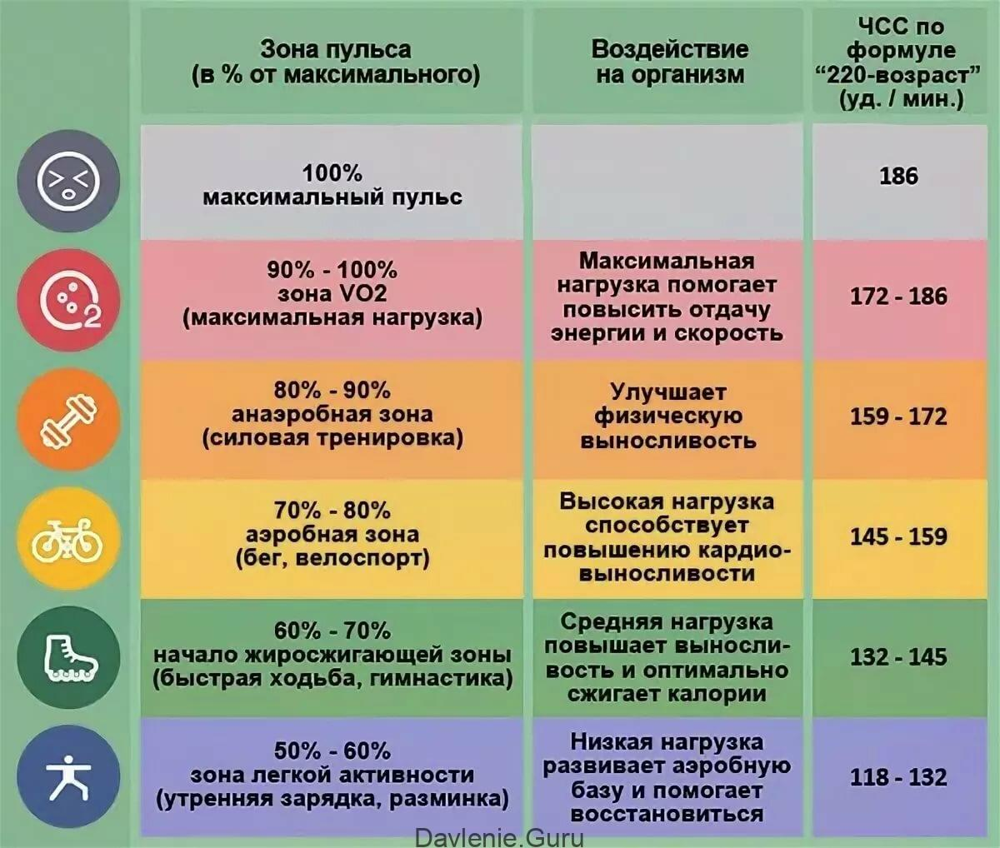 Зона пульса
(в % от максимального)
Воздействие
на организм
ЧСС по
формуле
“220-возраст”
(уд. / мин.)
100%
максимальный пульс
186
90% - 100%
зона VO2
(максимальная нагрузка)
Максимальная
нагрузка помогает
повысить отдачу
энергии и скорость
172 - 186
2
80% - 90%
анаэробная зона
(силовая тренировка)
Улучшает
физическую
выносливость
159 - 172
70% - 80%
аэробная зона
(бег, велоспорт)
Высокая нагрузка
способствует
повышению кардио-
выносливости
145 - 159
60% - 70%
начало жиросжигающей зоны
(быстрая ходьба, гимнастика)
Средняя нагрузка
повышает выносли-
вость и оптимально
сжигает калории
132 - 145
50% - 60%
зона легкой активности
(утренняя зарядка, разминка)
Низкая нагрузка
развивает аэробную
базу и помогает
восстановиться
118 - 132
Davlenie.Guru